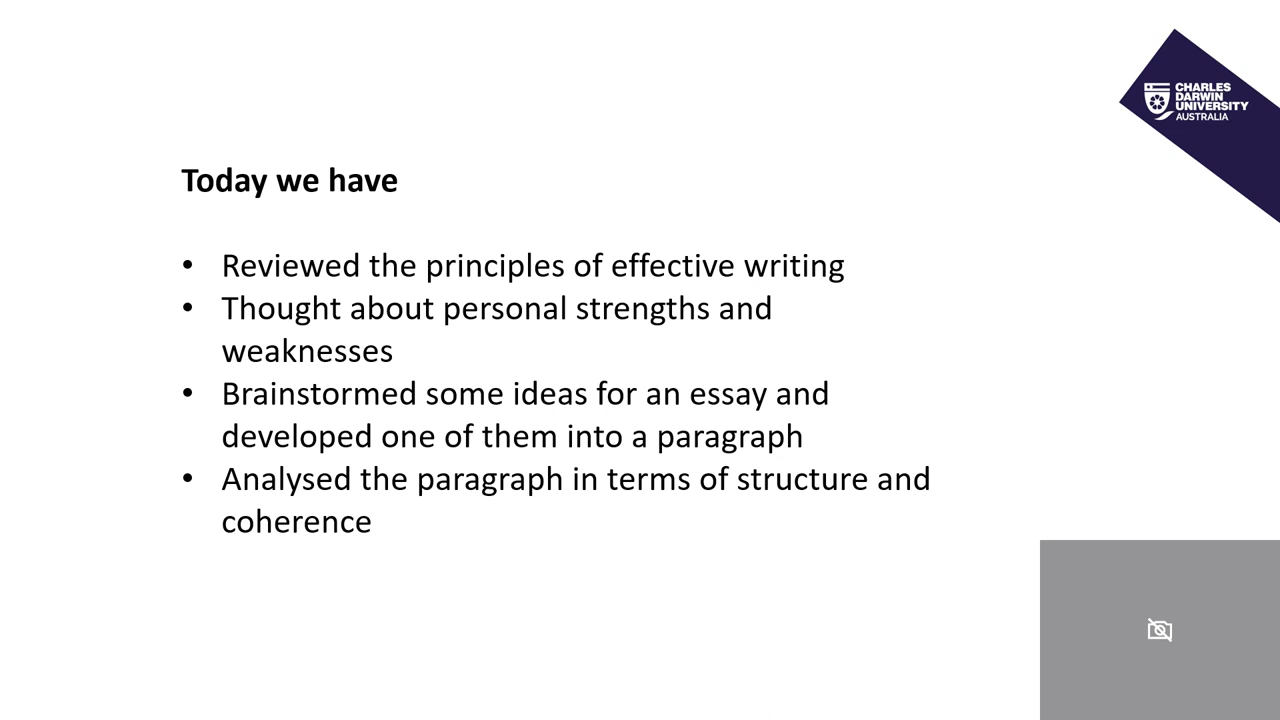 CHARLES
DARWIN
UNIVERSITY
AUSTRALIA
Today we have
• Reviewed the principles of effective writing
• Thought about personal strengths and
weaknesses
• Brainstormed some ideas for an essay and
developed one of them into a paragraph
• Analysed the paragraph in terms of structure and
coherence